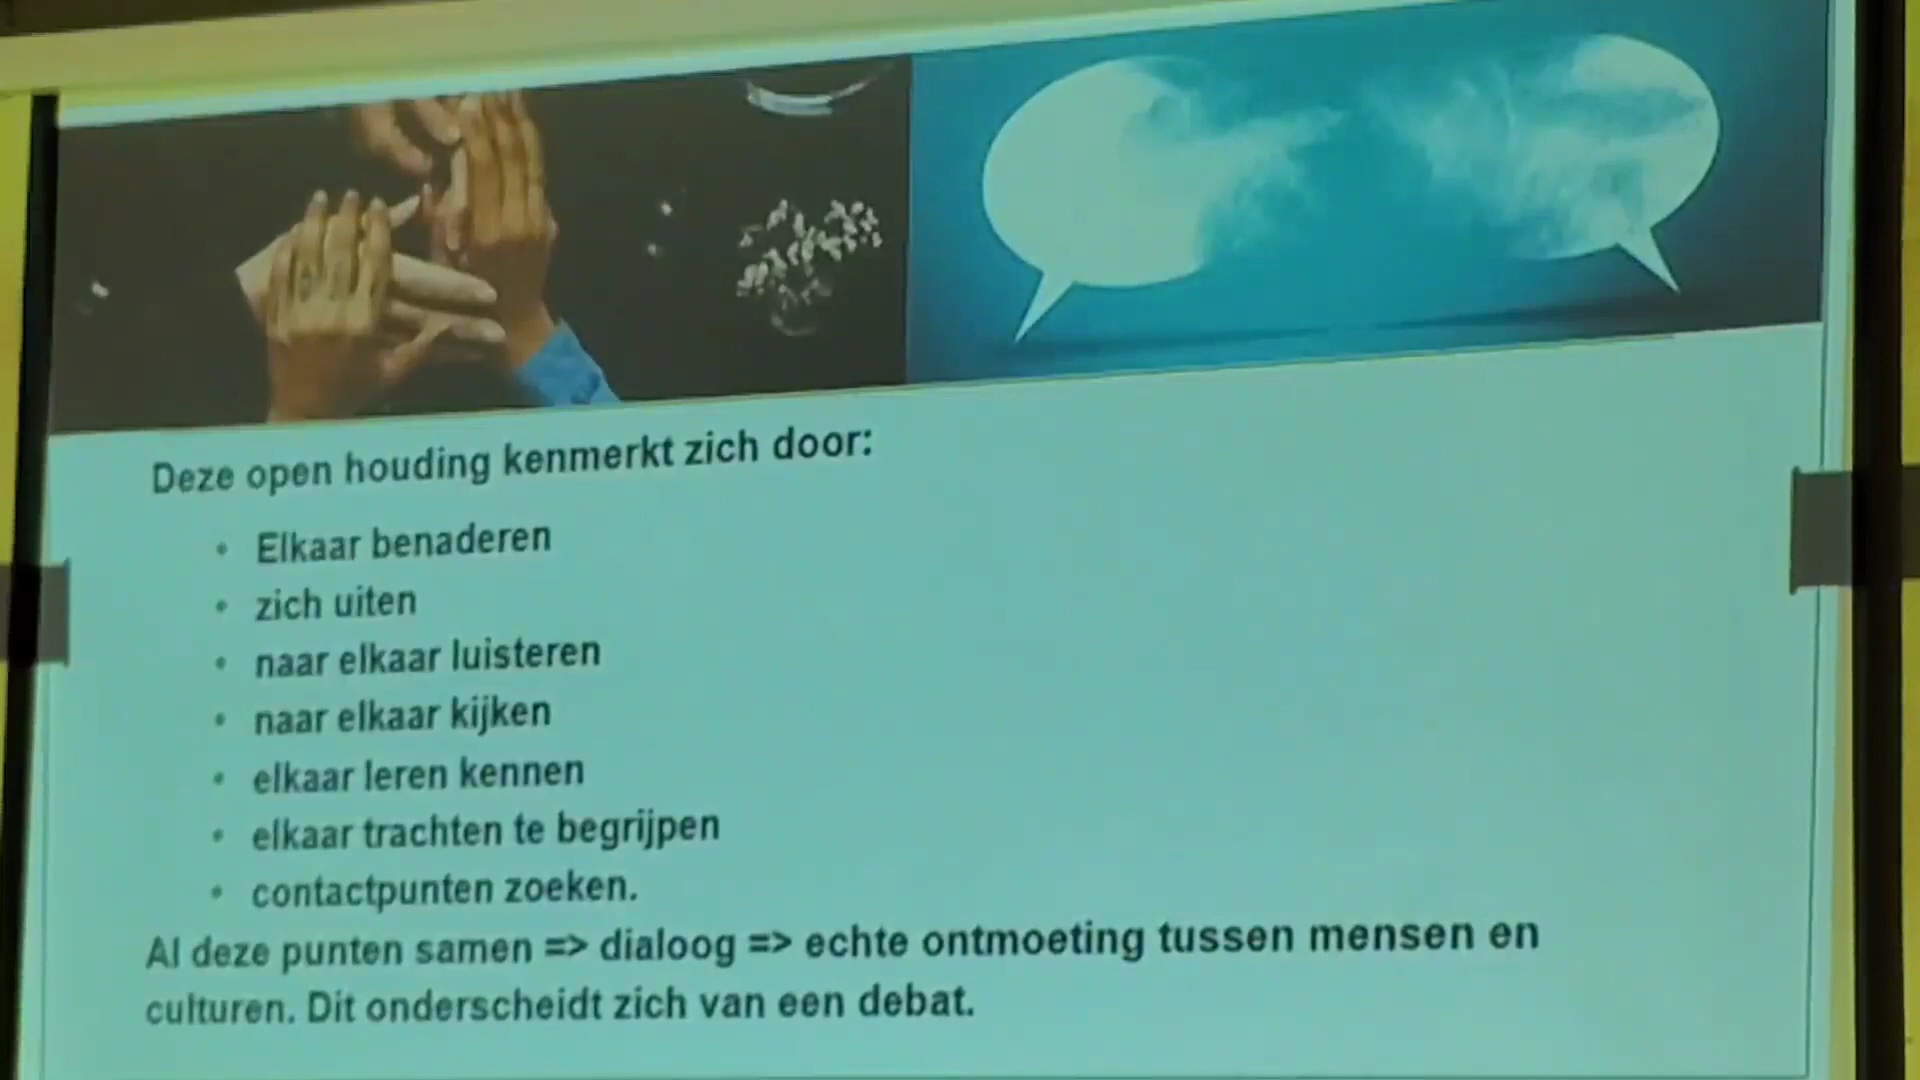 Deze open houding kenmerkt zich door:
• Elkaar benaderen
• zich uiten
• naar elkaar luisteren
• naar elkaar kijken
• elkaar leren kennen
• elkaar trachten te begrijpen
• contactpunten zoeken.
Al deze punten samen => dialoog => echte ontmoeting tussen mensen en
culturen. Dit onderscheidt zich van een debat.